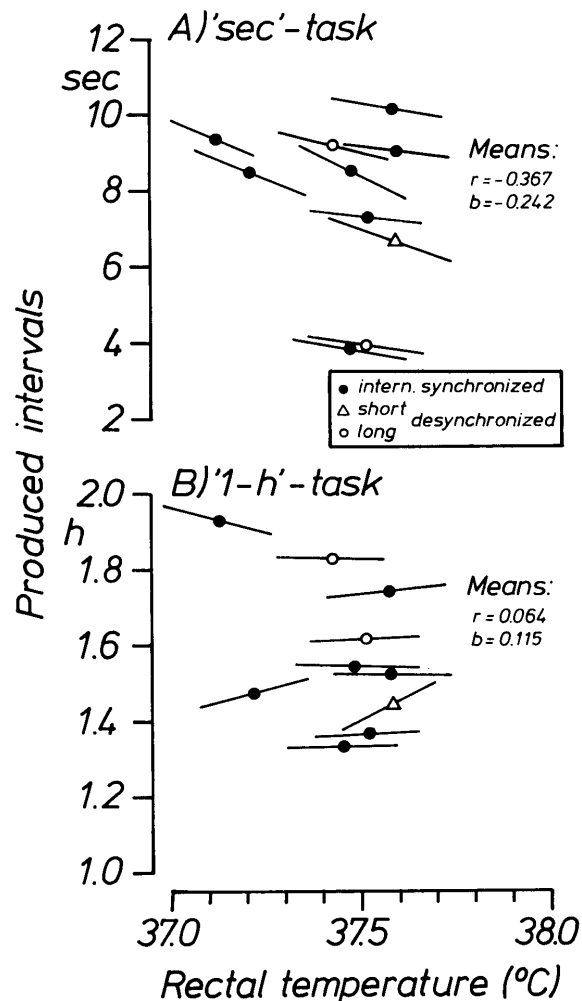 A) 'sec'-task
12
sec
10
8
6
4
2
Means:
r = -0.367
b = -0.242
● intern. synchronized
△ short desynchronized
○ long
Produced intervals
B) '1-h'-task
2.0
h
1.8
1.6
1.4
1.2
1.0
Means:
r = 0.064
b = 0.115
37.0 37.5 38.0
Rectal temperature (°C)